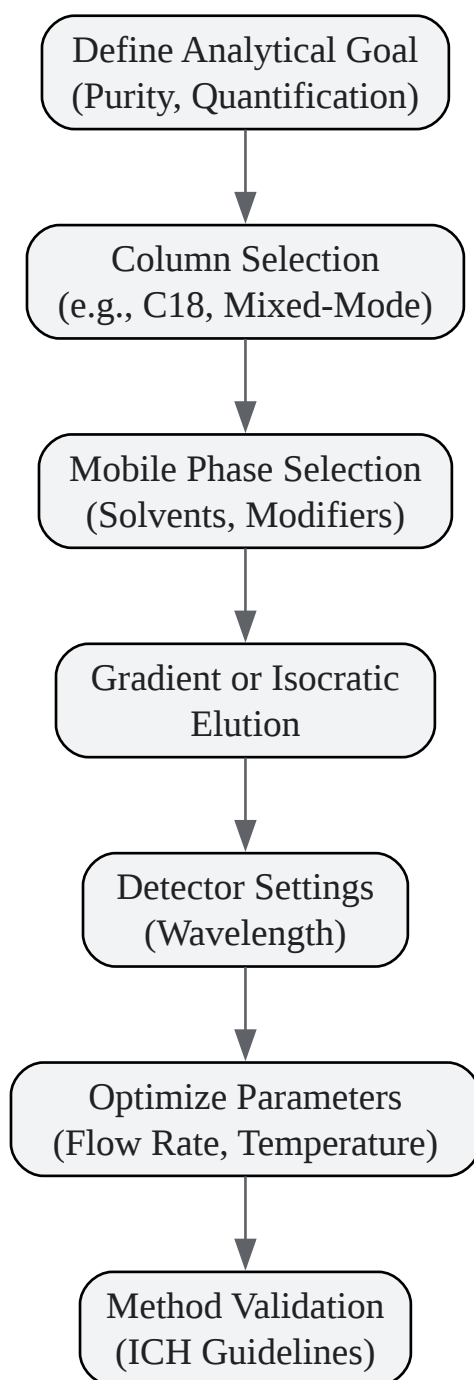 Define Analytical Goal
(Purity, Quantification)
Column Selection
(e.g., C18, Mixed-Mode)
Mobile Phase Selection
(Solvents, Modifiers)
Gradient or Isocratic
Elution
Detector Settings
(Wavelength)
Optimize Parameters
(Flow Rate, Temperature)
Method Validation
(ICH Guidelines)